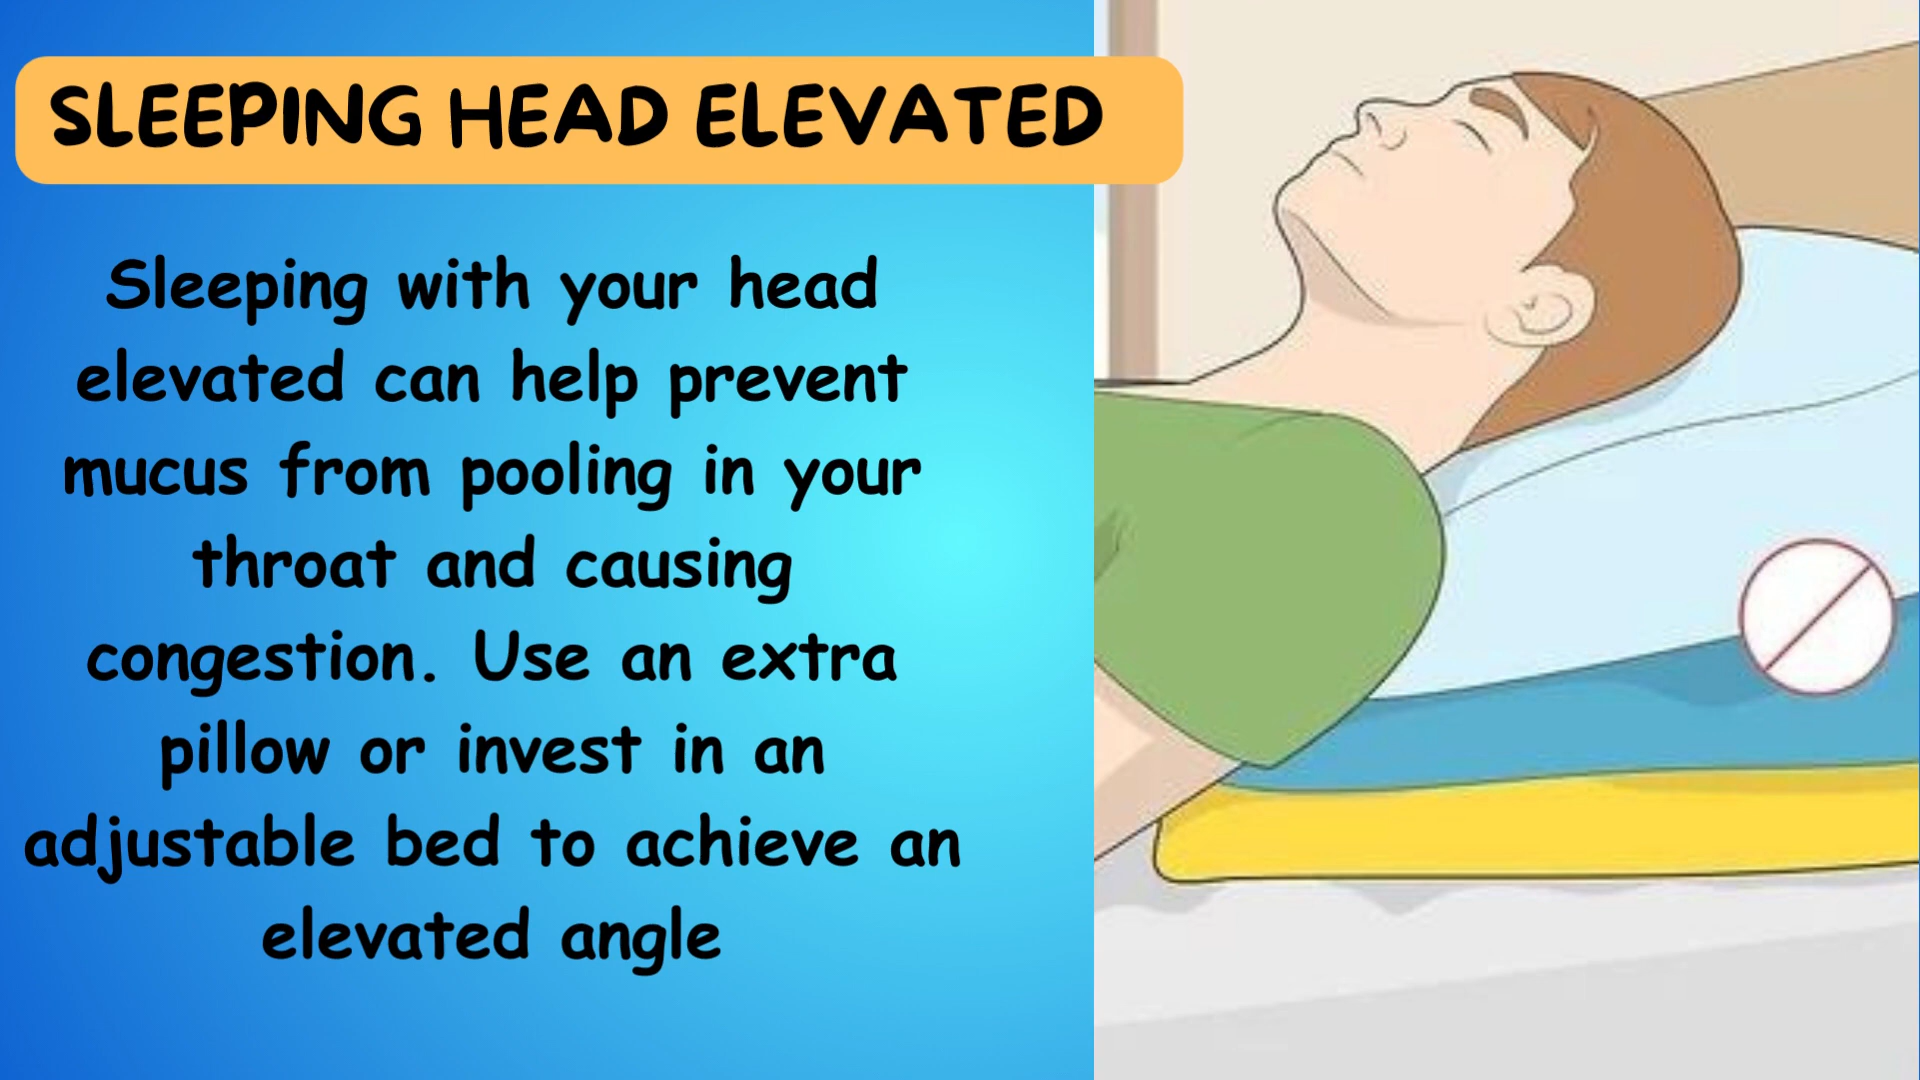 SLEEPING HEAD ELEVATED
Sleeping with your head
elevated can help prevent
mucus from pooling in your
throat and causing
congestion. Use an extra
pillow or invest in an
adjustable bed to achieve an
elevated angle